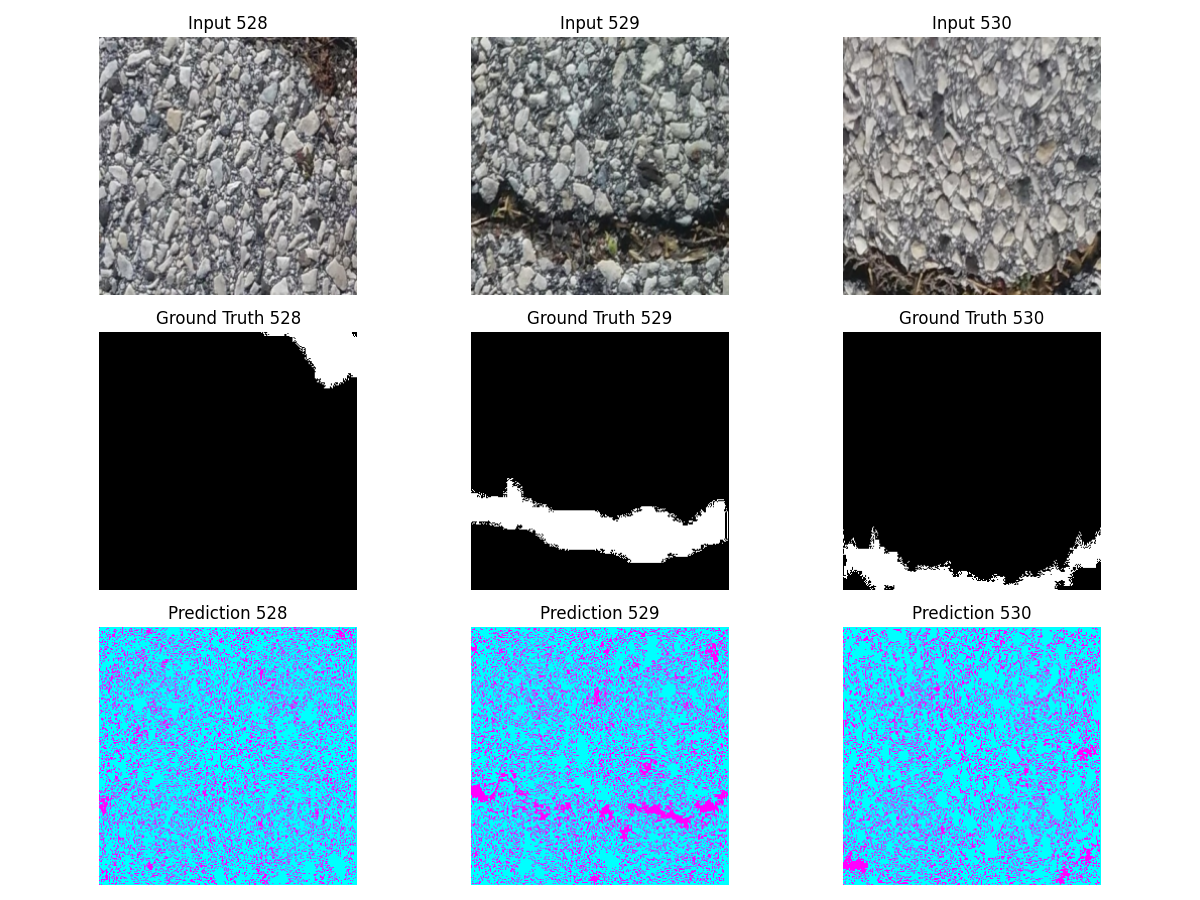 Input 528
Input 529
Input 530
Ground Truth 528
Ground Truth 529
Ground Truth 530
Prediction 528
Prediction 529
Prediction 530